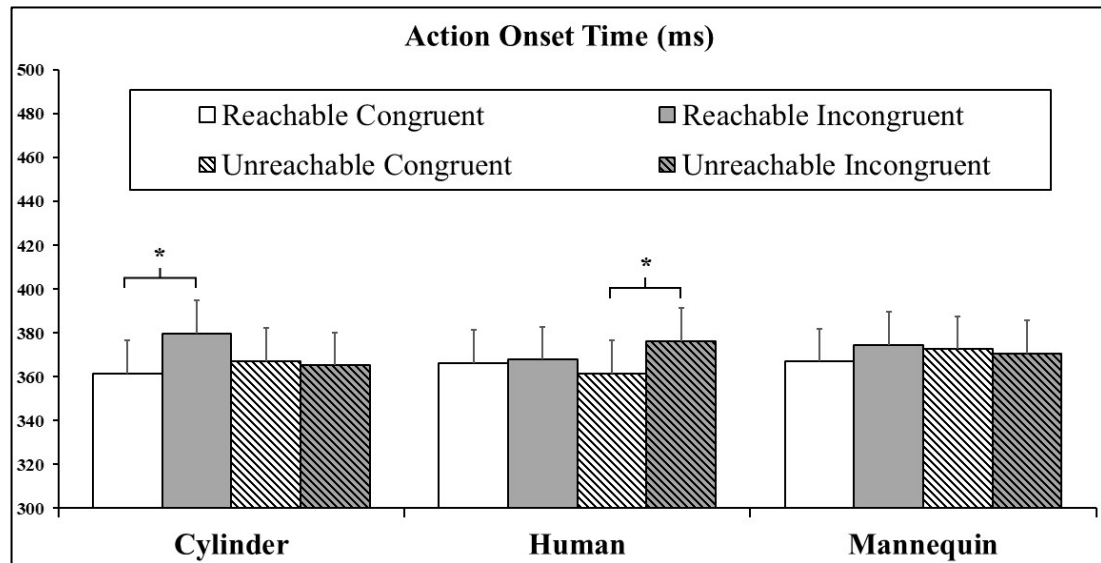 Action Onset Time (ms)
500
480
460
440
420
400
380
360
340
320
300
Reachable Congruent
Reachable Incongruent
Unreachable Congruent
Unreachable Incongruent
*
*
Cylinder
Human
Mannequin